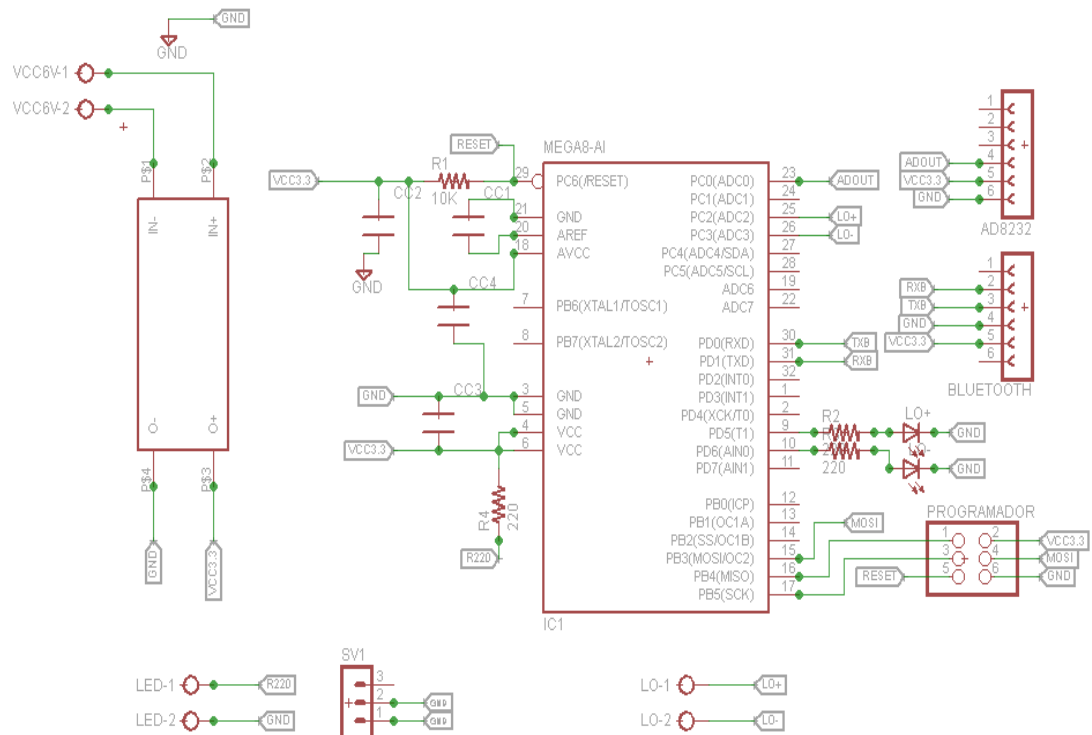 GND
GND
VCC6V-1
VCC6V-2
P$1
P$2
IN-
IN+
O-
O+
P$4
P$3
GND
VCC3.3
RESET
MEGA8-AI
VCC3.3
R1
10K
CC2
CC1
GND
CC4
CC3
GND
VCC3.3
R4
220
R220
29 PC6(/RESET)
21 GND
20 AREF
18 AVCC
7 PB6(XTAL1/TOSC1)
8 PB7(XTAL2/TOSC2)
3 GND
5 GND
4 VCC
6 VCC
PC0(ADC0) 23 ADOUT
PC1(ADC1) 24
PC2(ADC2) 25 LO+
PC3(ADC3) 26 LO-
PC4(ADC4/SDA) 27
PC5(ADC5/SCL) 28
ADC6 19
ADC7 22
PD0(RXD) 30 TXB
PD1(TXD) 31 RXB
PD2(INT0) 32
PD3(INT1) 1
PD4(XCK/T0) 2
PD5(T1) 9
PD6(AIN0) 10
PD7(AIN1) 11
PB0(ICP) 12
PB1(OC1A) 13
PB2(SS/OC1B) 14
PB3(MOSI/OC2) 15 MOSI
PB4(MISO) 16
PB5(SCK) 17
IC1
R2
220
LO+
GND
GND
1
2
3
ADOUT 4
VCC3.3 5
GND 6
AD8232
1
RXB 2
TXB 3
GND 4
VCC3.3 5
6
BLUETOOTH
PROGRAMADOR
1 2 VCC3.3
3 4 MOSI
RESET 5 6 GND
LED-1 R220
LED-2 GND
SV1
3
2 GND
1 GND
LO-1 LO+
LO-2 LO-